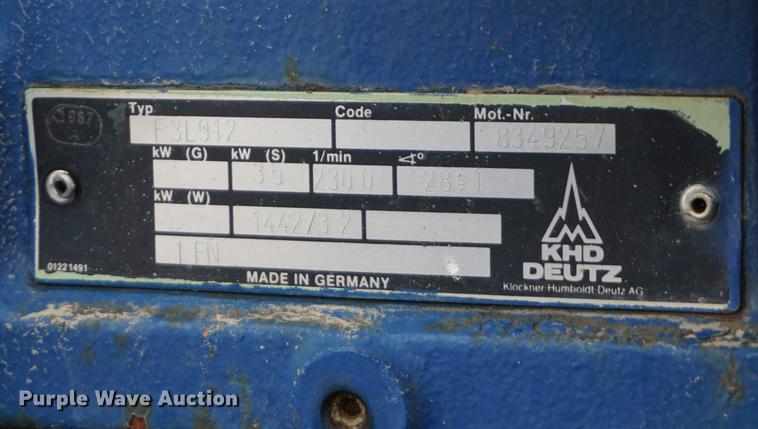 Typ Code Mot.-Nr.
F3L912 8349257
kW (G) kW (S) 1/min
35 2300 28±1
kW (W)
1442/32
LFN
KHD
DEUTZ
01221491 MADE IN GERMANY Klöckner-Humboldt-Deutz AG
Purple Wave Auction